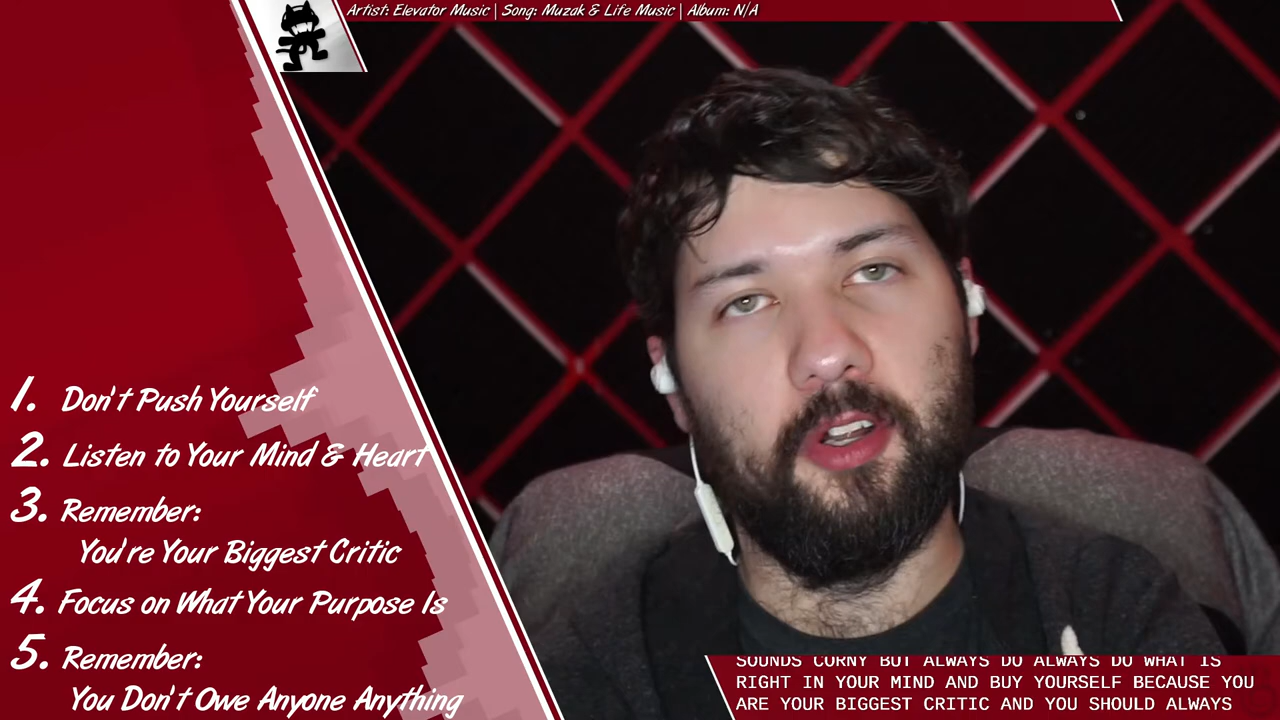 Artist: Elevator Music | Song: Muzak & Life Music | Album: N/A
1. Don't Push Yourself
2. Listen to Your Mind & Heart
3. Remember:
You're Your Biggest Critic
4. Focus on What Your Purpose Is
5. Remember:
You Don't Owe Anyone Anything
SOUNDS CORNY BUT ALWAYS DO ALWAYS DO WHAT IS
RIGHT IN YOUR MIND AND BUY YOURSELF BECAUSE YOU
ARE YOUR BIGGEST CRITIC AND YOU SHOULD ALWAYS